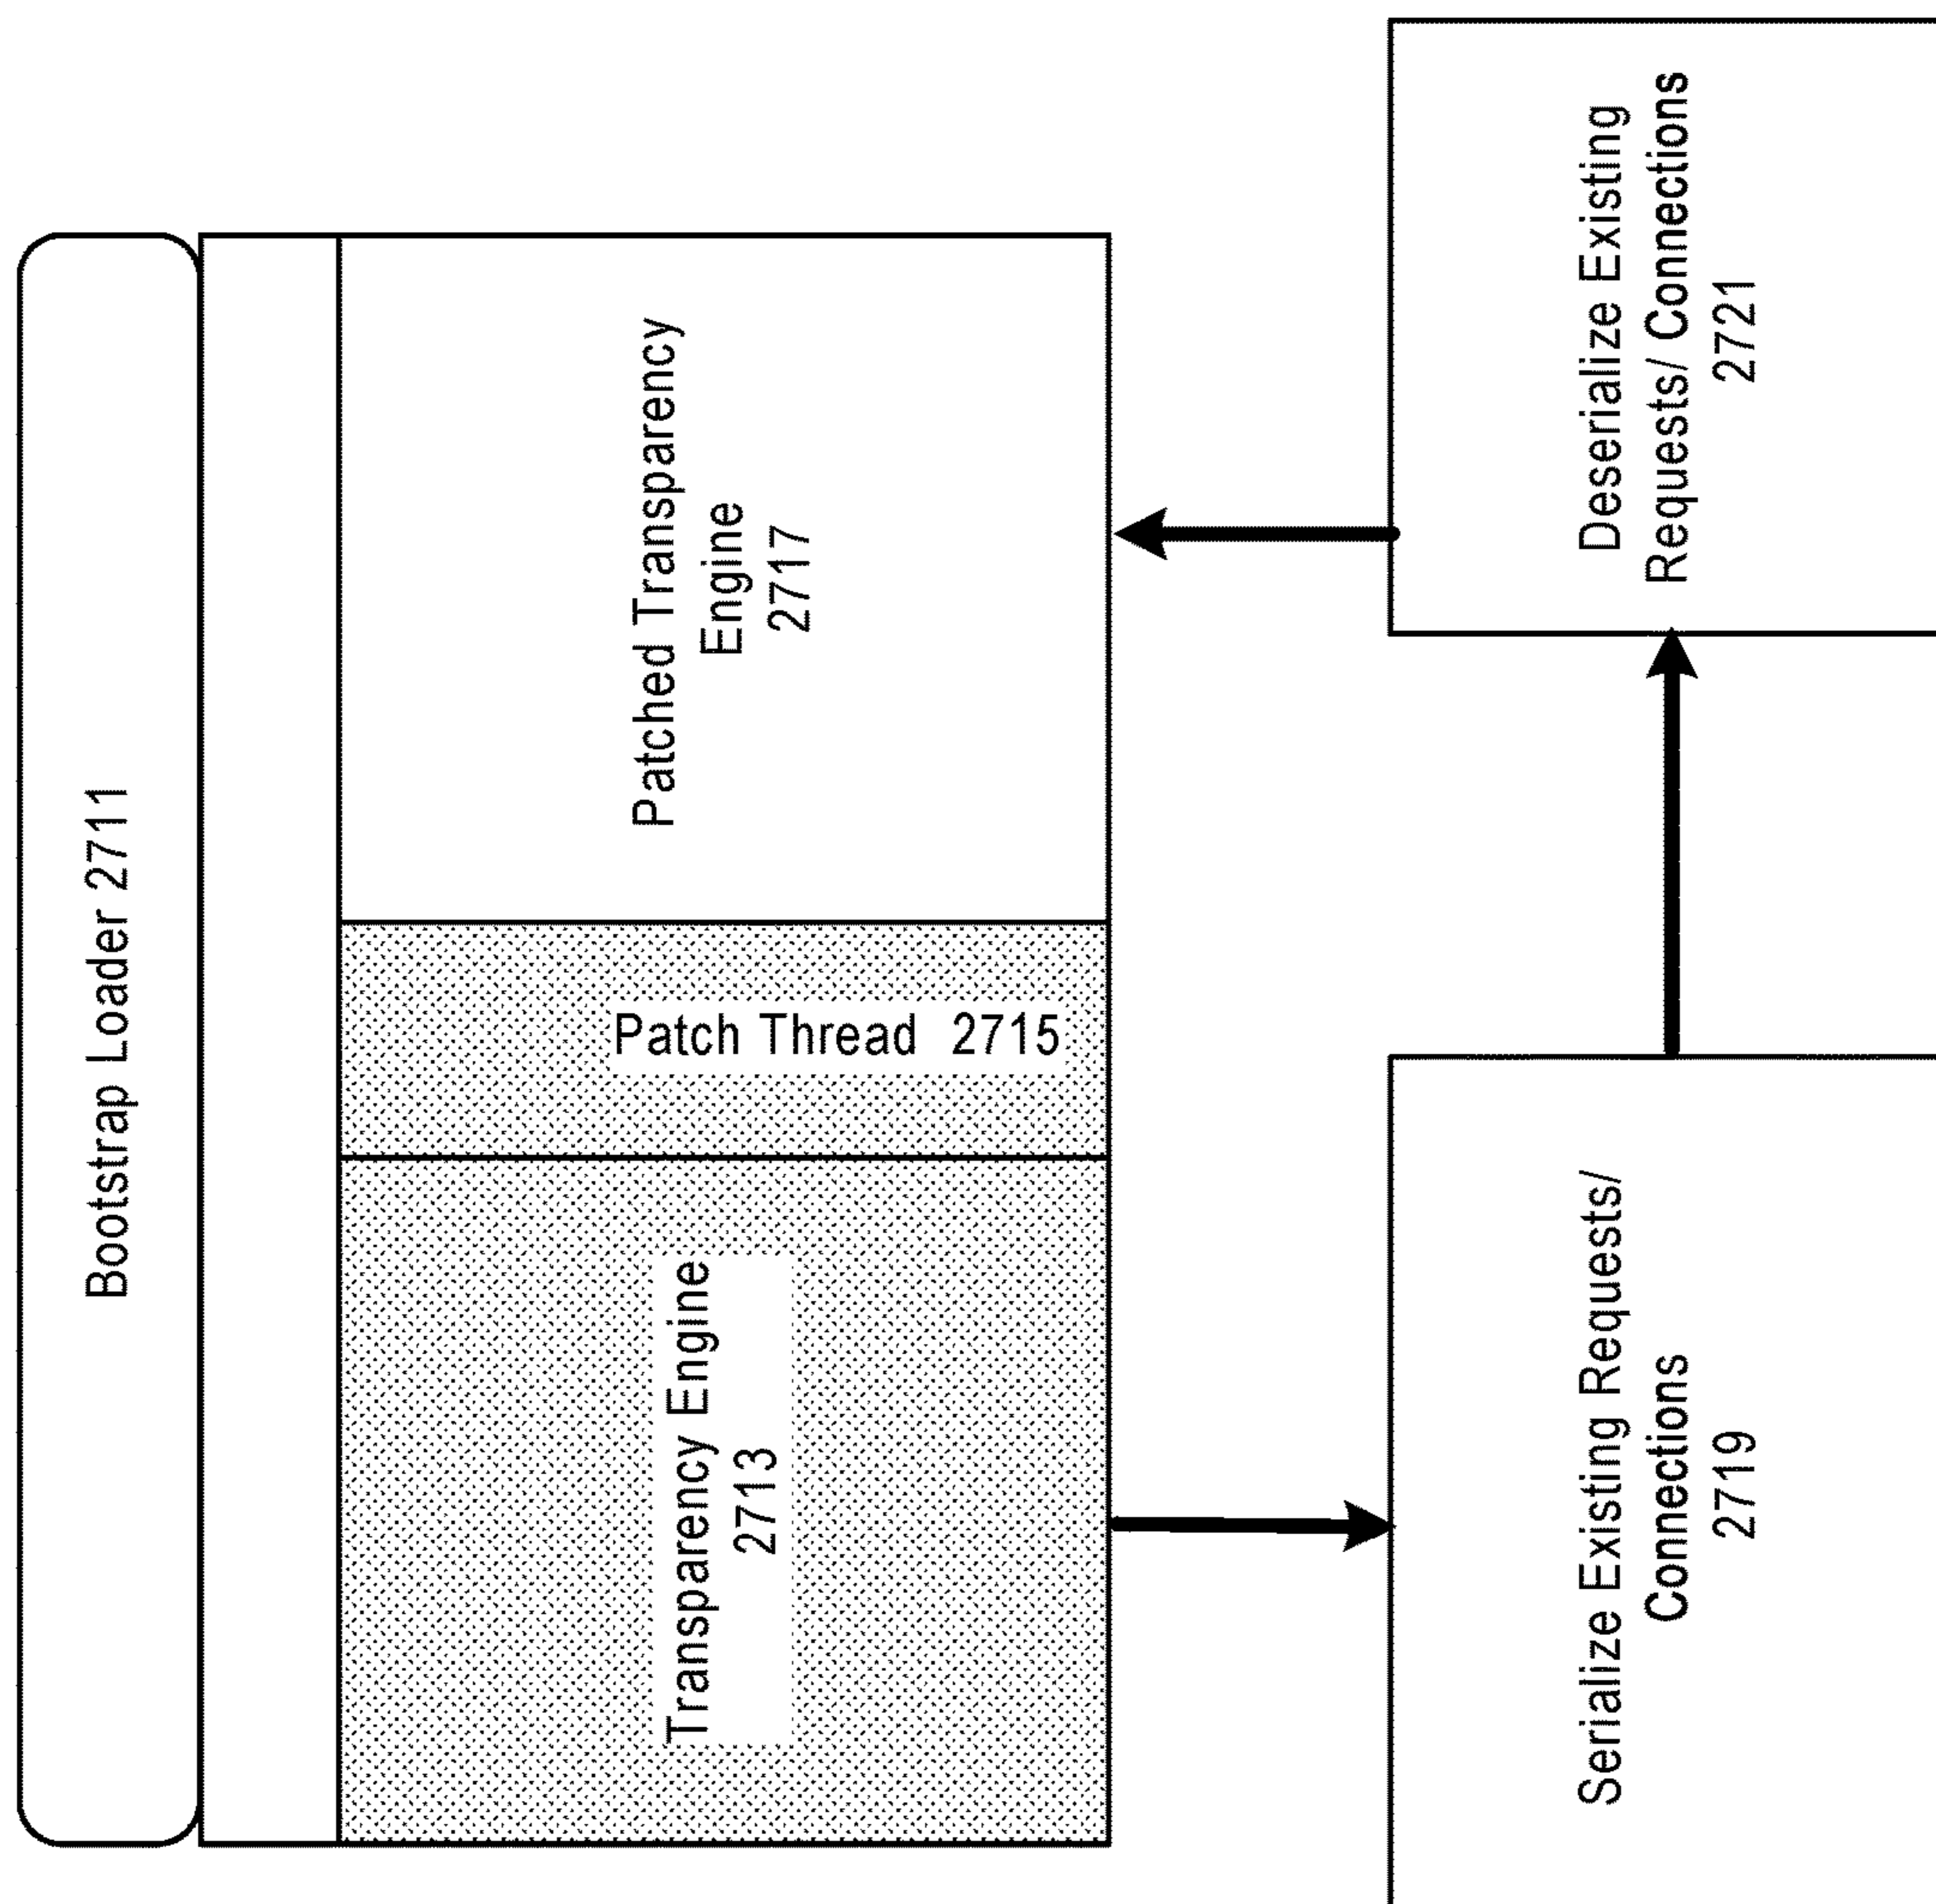 Bootstrap Loader 2711
Transparency Engine
2713
Patch Thread 2715
Patched Transparency
Engine
2717
Serialize Existing Requests/
Connections
2719
Deserialize Existing
Requests/ Connections
2721